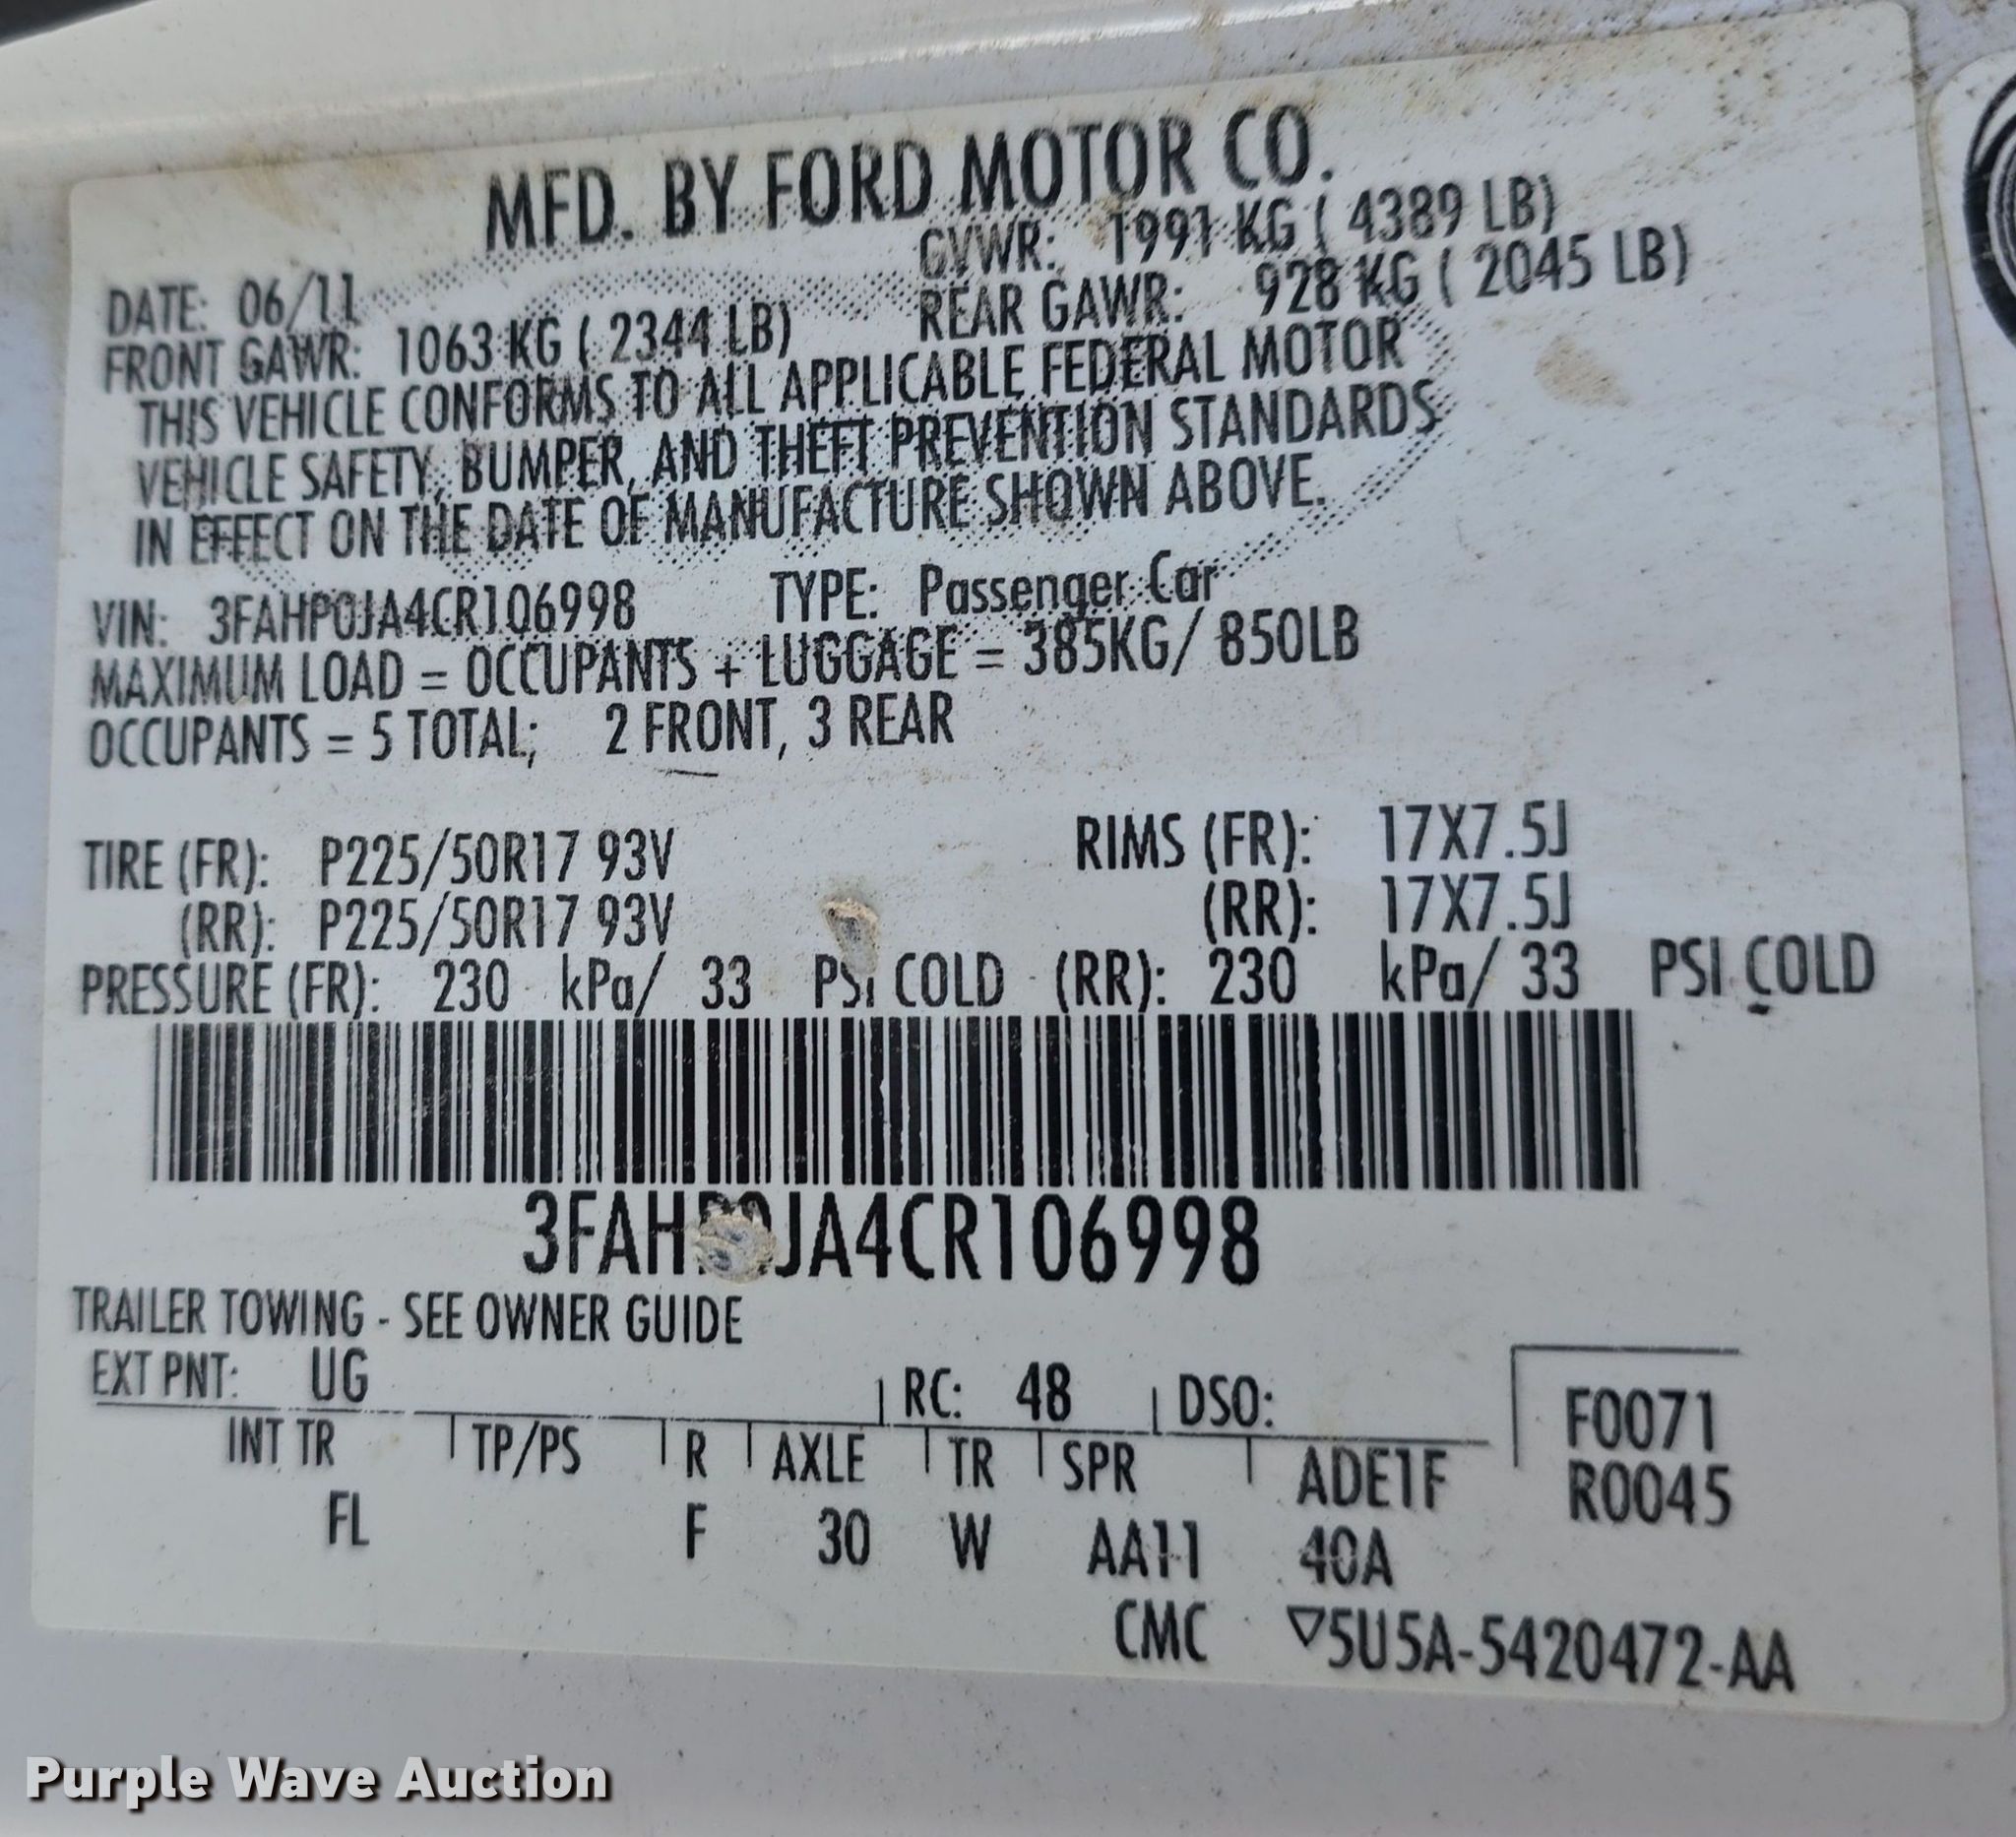 MFD. BY FORD MOTOR CO.
DATE: 06/11 GVWR: 1991 KG ( 4389 LB)
FRONT GAWR: 1063 KG ( 2344 LB) REAR GAWR: 928 KG ( 2045 LB)
THIS VEHICLE CONFORMS TO ALL APPLICABLE FEDERAL MOTOR
VEHICLE SAFETY, BUMPER, AND THEFT PREVENTION STANDARDS
IN EFFECT ON THE DATE OF MANUFACTURE SHOWN ABOVE.
VIN: 3FAHP0JA4CR106998 TYPE: Passenger Car
MAXIMUM LOAD = OCCUPANTS + LUGGAGE = 385KG/ 850LB
OCCUPANTS = 5 TOTAL; 2 FRONT, 3 REAR
TIRE (FR): P225/50R17 93V RIMS (FR): 17X7.5J
(RR): P225/50R17 93V (RR): 17X7.5J
PRESSURE (FR): 230 kPa/ 33 PSI COLD (RR): 230 kPa/ 33 PSI COLD
3FAHP0JA4CR106998
TRAILER TOWING - SEE OWNER GUIDE
EXT PNT: UG RC: 48 DSO: F0071
INT TR TP/PS R AXLE TR SPR ADE1F R0045
FL F 30 W AA11 40A
CMC ▽5U5A-5420472-AA
Purple Wave Auction